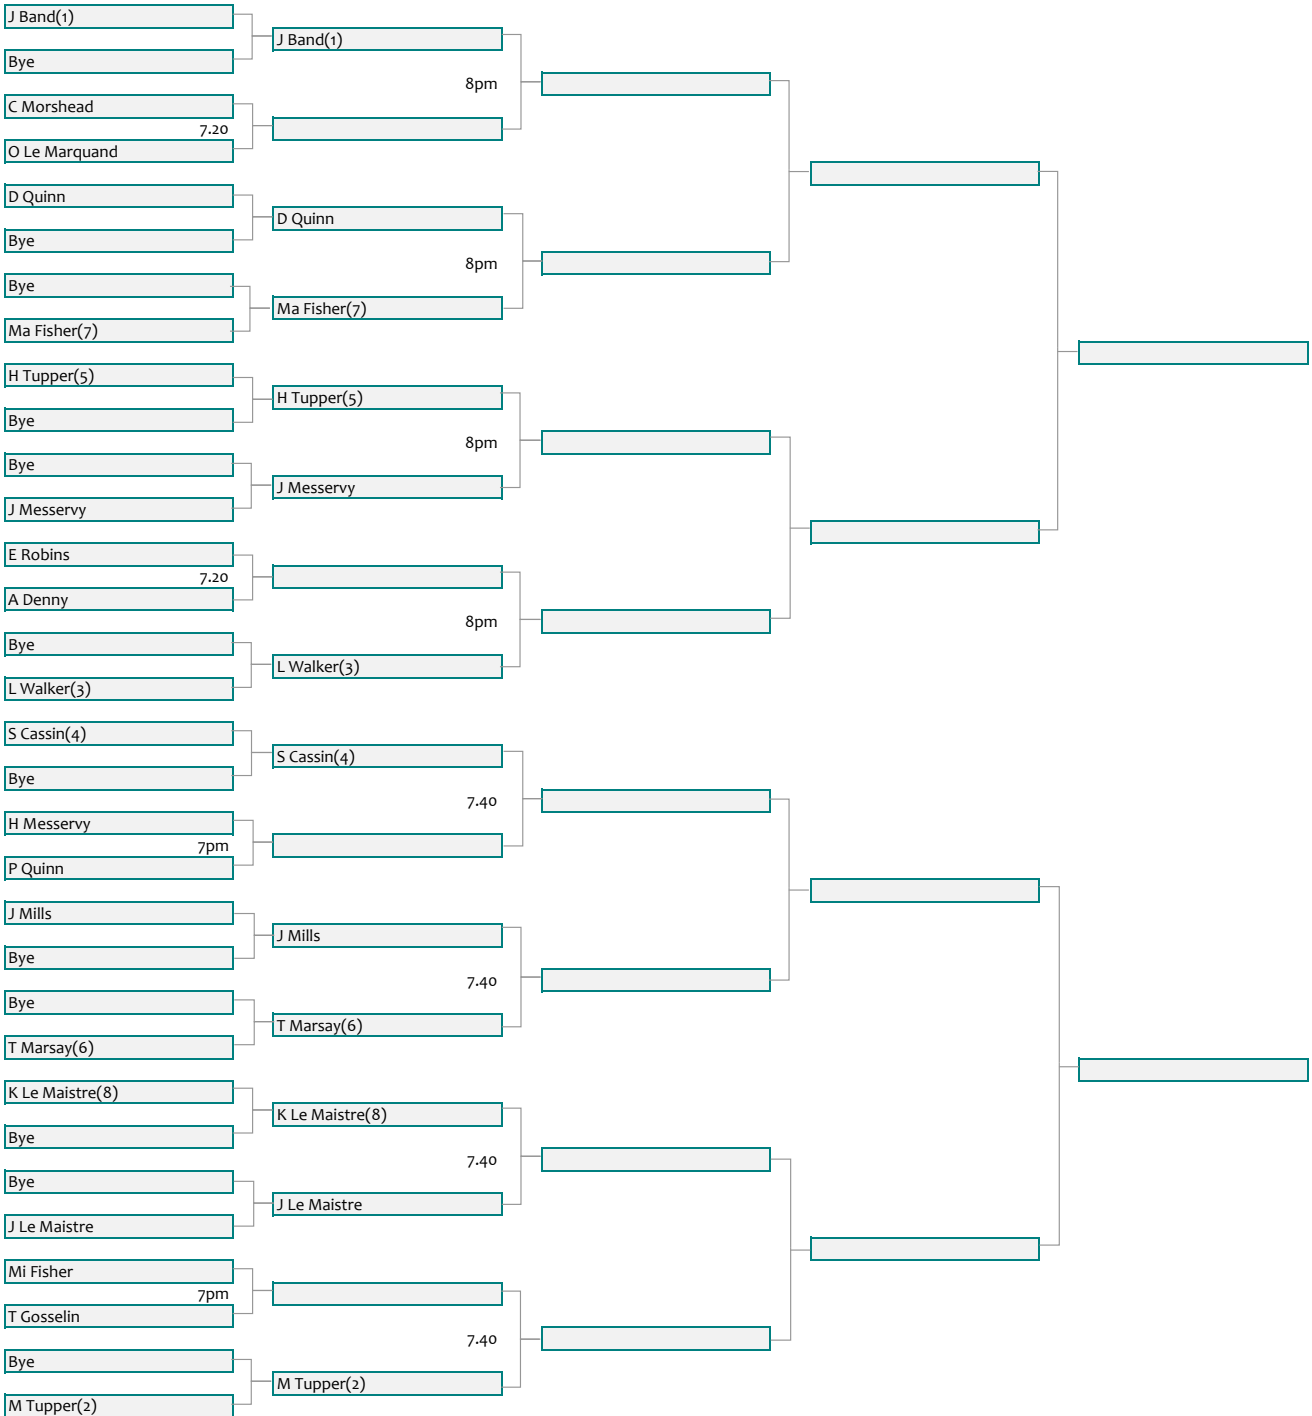 J Band(1)
J Band(1)
Bye
8pm
C Morshead
7.20
O Le Marquand
D Quinn
D Quinn
Bye
8pm
Bye
Ma Fisher(7)
Ma Fisher(7)
H Tupper(5)
H Tupper(5)
Bye
8pm
Bye
J Messervy
J Messervy
E Robins
7.20
A Denny
8pm
Bye
L Walker(3)
L Walker(3)
S Cassin(4)
S Cassin(4)
Bye
7.40
H Messervy
7pm
P Quinn
J Mills
J Mills
Bye
7.40
Bye
T Marsay(6)
T Marsay(6)
K Le Maistre(8)
K Le Maistre(8)
Bye
7.40
Bye
J Le Maistre
J Le Maistre
Mi Fisher
7pm
T Gosselin
7.40
Bye
M Tupper(2)
M Tupper(2)